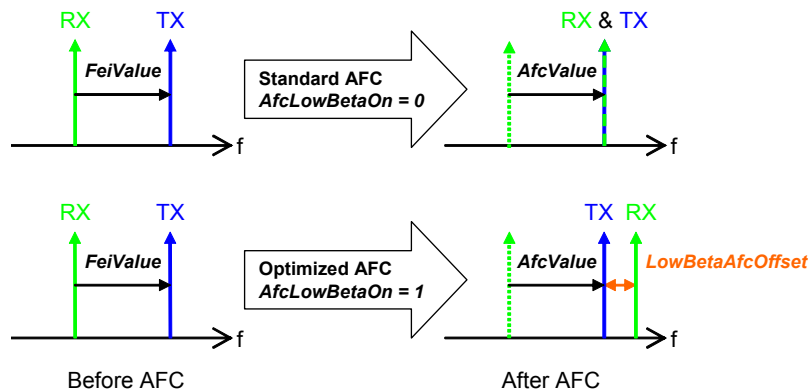 RX TX
FeiValue
f
Standard AFC
AfcLowBetaOn = 0
RX & TX
AfcValue
f
RX TX
FeiValue
f
Optimized AFC
AfcLowBetaOn = 1
TX RX
AfcValue
LowBetaAfcOffset
f
Before AFC
After AFC